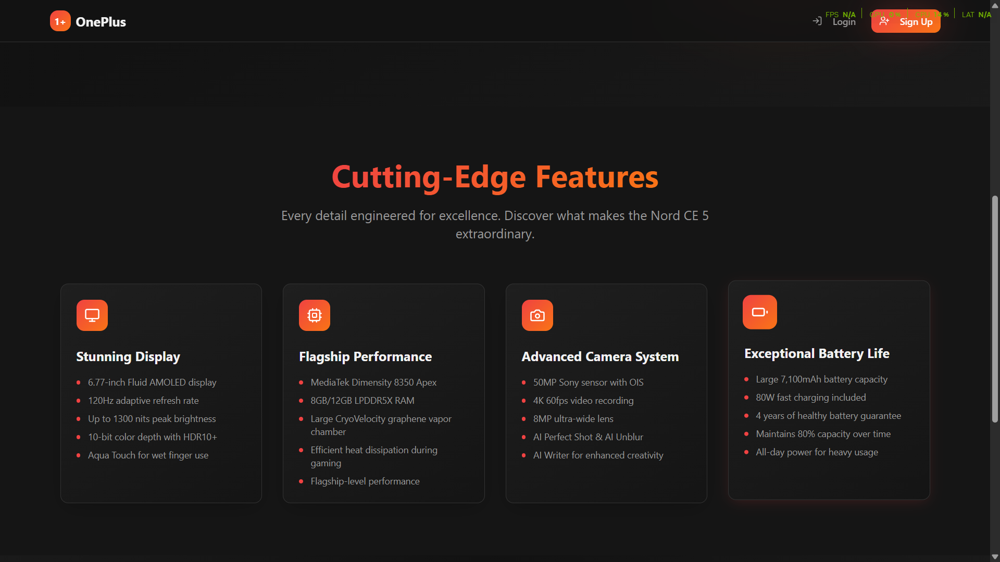 1+ OnePlus
FPS N/A GPU 0% CPU 14% LAT N/A
Login
Sign Up
Cutting-Edge Features
Every detail engineered for excellence. Discover what makes the Nord CE 5
extraordinary.
Stunning Display
6.77-inch Fluid AMOLED display
120Hz adaptive refresh rate
Up to 1300 nits peak brightness
10-bit color depth with HDR10+
Aqua Touch for wet finger use
Flagship Performance
MediaTek Dimensity 8350 Apex
8GB/12GB LPDDR5X RAM
Large CryoVelocity graphene vapor
chamber
Efficient heat dissipation during
gaming
Flagship-level performance
Advanced Camera System
50MP Sony sensor with OIS
4K 60fps video recording
8MP ultra-wide lens
AI Perfect Shot & AI Unblur
AI Writer for enhanced creativity
Exceptional Battery Life
Large 7,100mAh battery capacity
80W fast charging included
4 years of healthy battery guarantee
Maintains 80% capacity over time
All-day power for heavy usage